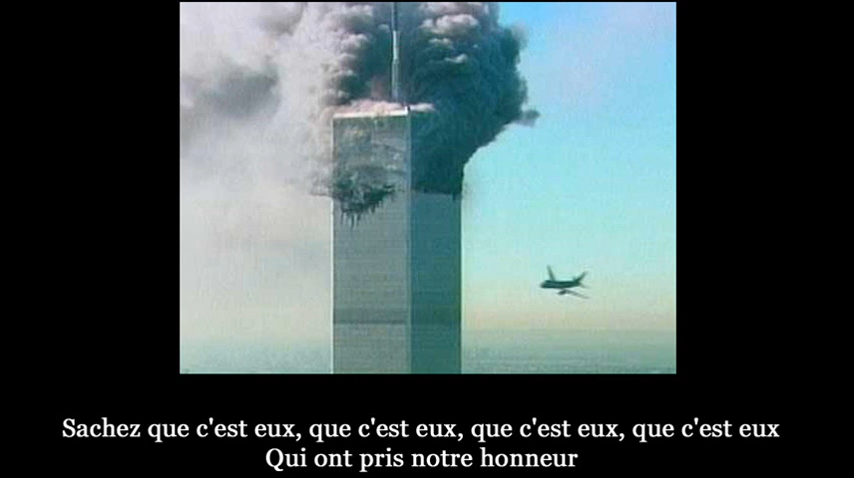 Sachez que c'est eux, que c'est eux, que c'est eux, que c'est eux
Qui ont pris notre honneur